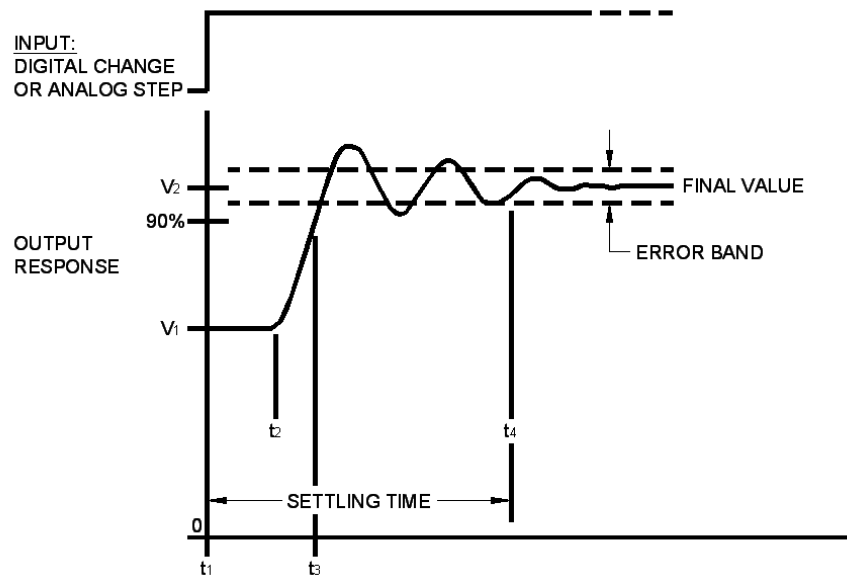 INPUT:
DIGITAL CHANGE
OR ANALOG STEP
V2
FINAL VALUE
90%
OUTPUT
RESPONSE
ERROR BAND
V1
t2
t4
SETTLING TIME
0
t1
t3